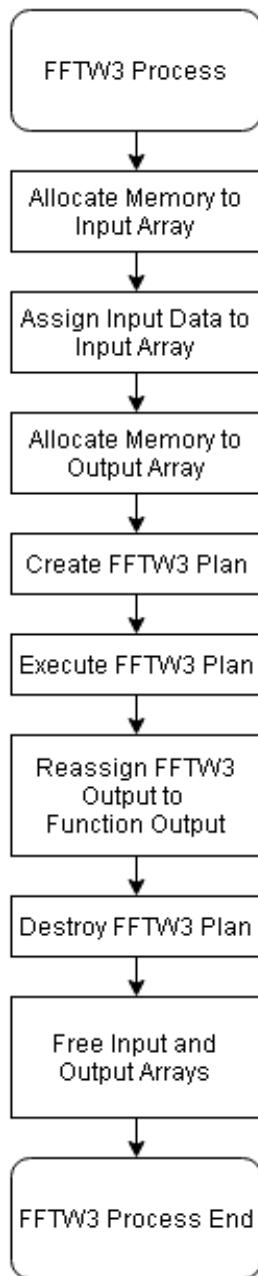 FFTW3 Process
Allocate Memory to
Input Array
Assign Input Data to
Input Array
Allocate Memory to
Output Array
Create FFTW3 Plan
Execute FFTW3 Plan
Reassign FFTW3
Output to
Function Output
Destroy FFTW3 Plan
Free Input and
Output Arrays
FFTW3 Process End